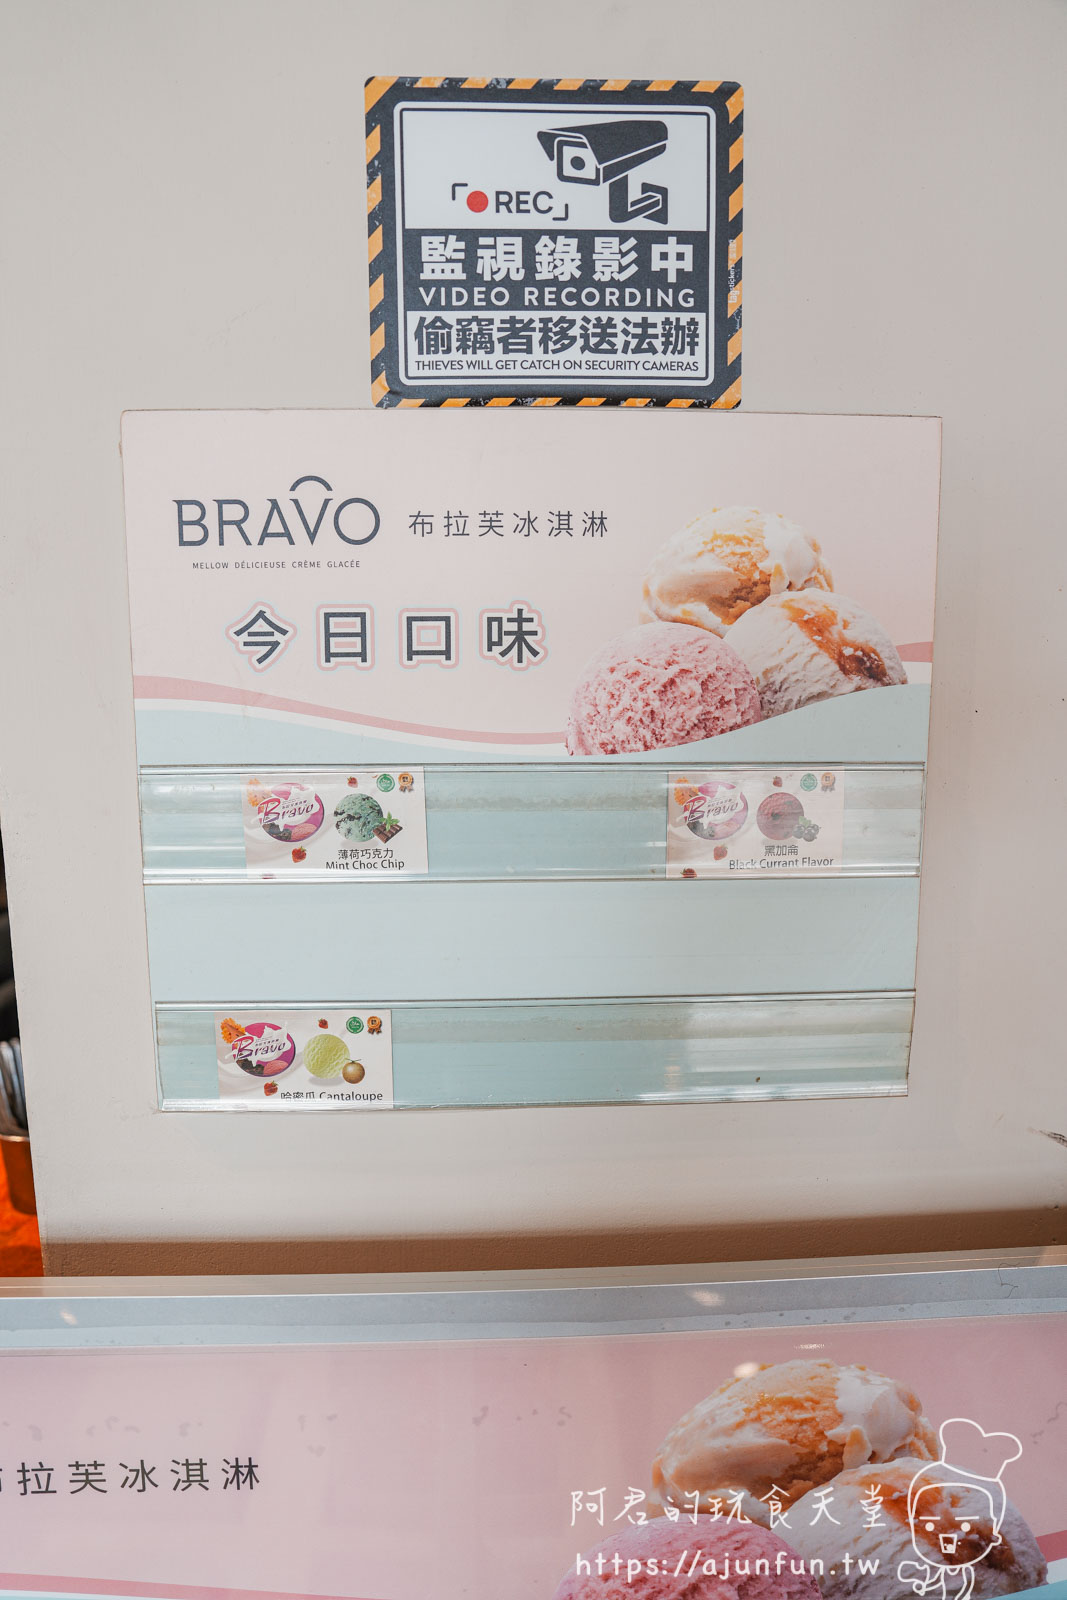 REC
監視錄影中
VIDEO RECORDING
偷竊者移送法辦
THIEVES WILL GET CATCH ON SECURITY CAMERAS
BRAVO 布拉芙冰淇淋
MELLOW DÉLICIEUSE CRÈME GLACÉE
今日口味
Bravo
薄荷巧克力
Mint Choc Chip
Bravo
黑加侖
Black Currant Flavor
Bravo
哈密瓜 Cantaloupe
拉芙冰淇淋
阿君的玩食天堂
https://ajunfun.tw